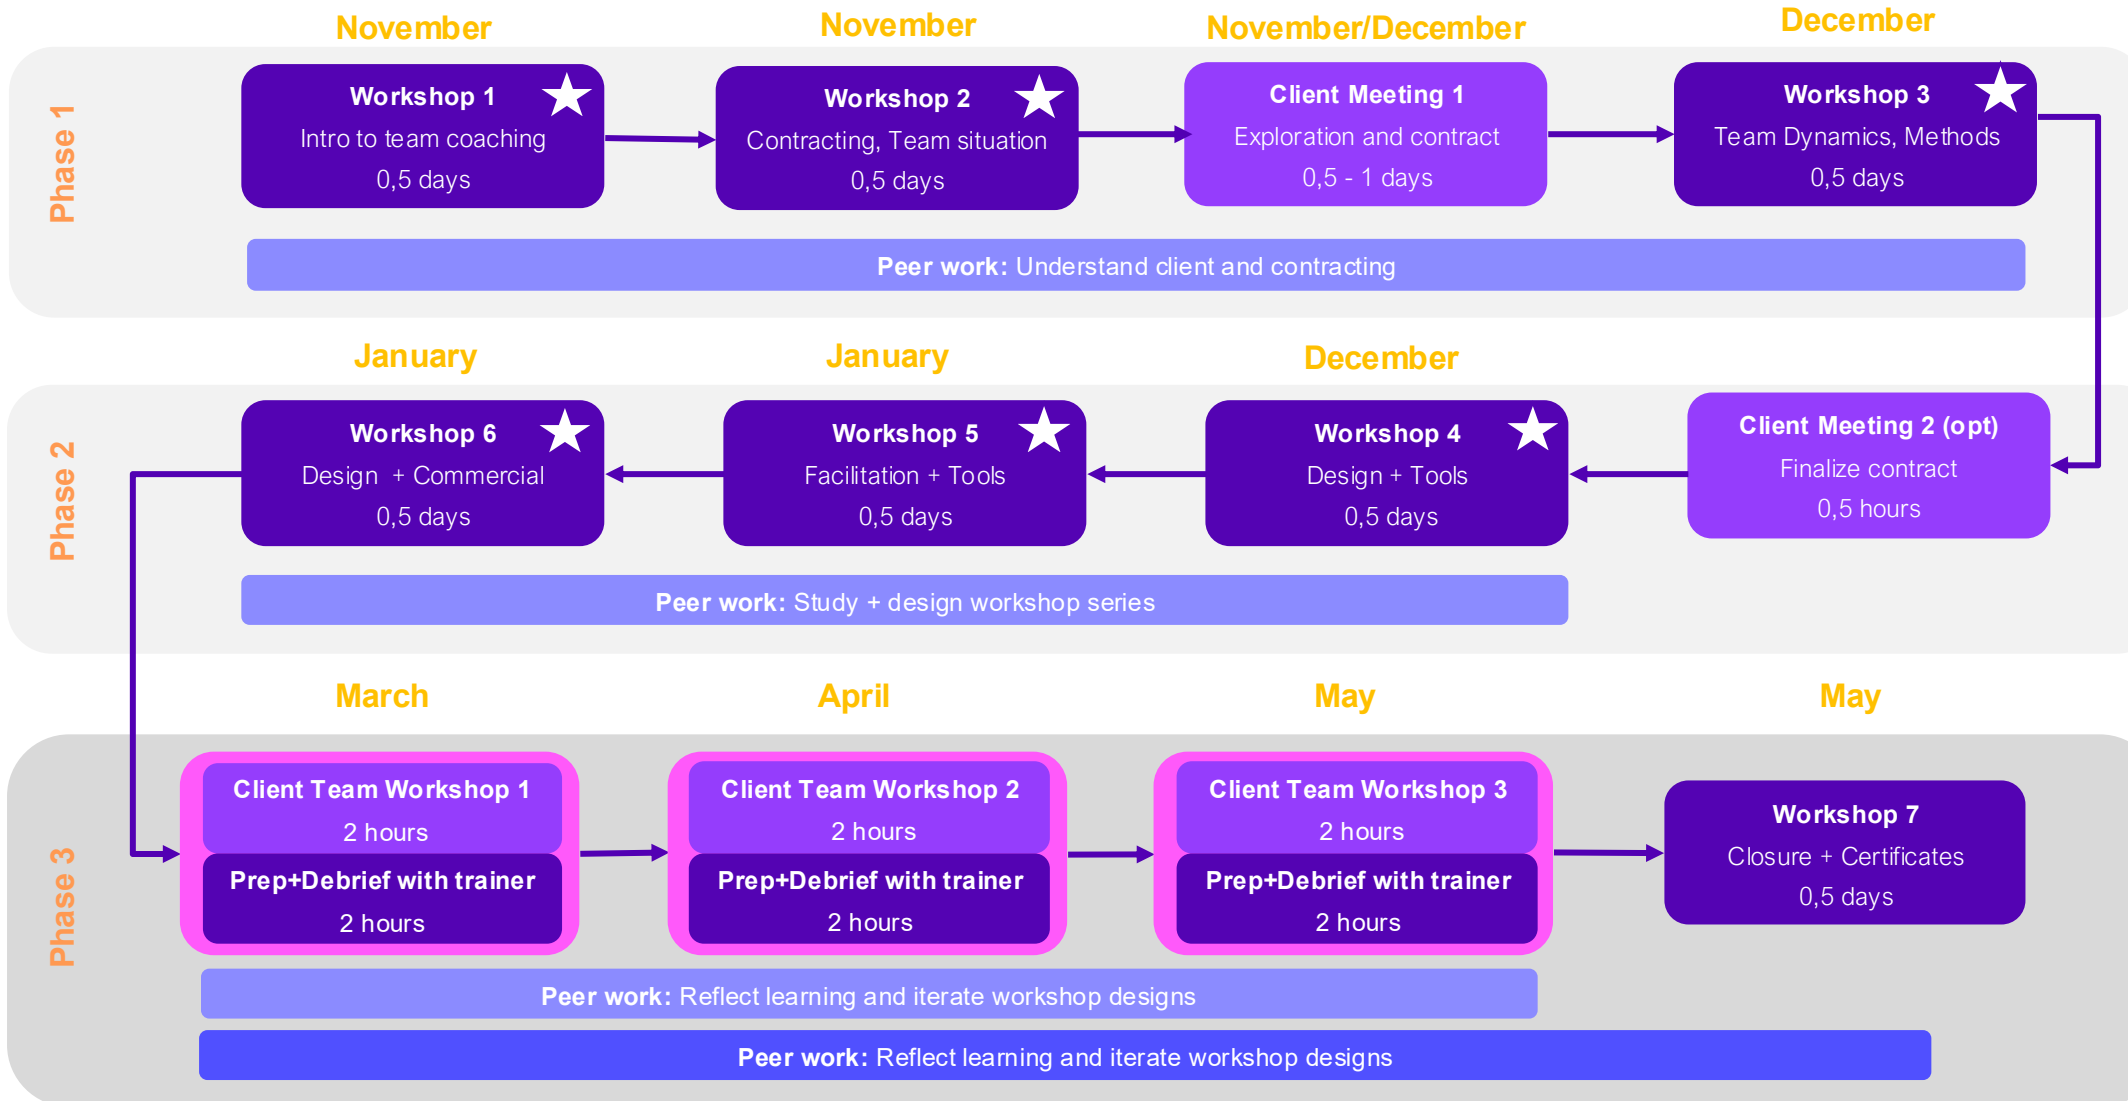 November
November
November/December
December
Phase 1
Workshop 1
Intro to team coaching
0,5 days
Workshop 2
Contracting, Team situation
0,5 days
Client Meeting 1
Exploration and contract
0,5 - 1 days
Workshop 3
Team Dynamics, Methods
0,5 days
Peer work: Understand client and contracting
January
January
December
Phase 2
Workshop 6
Design + Commercial
0,5 days
Workshop 5
Facilitation + Tools
0,5 days
Workshop 4
Design + Tools
0,5 days
Client Meeting 2 (opt)
Finalize contract
0,5 hours
Peer work: Study + design workshop series
March
April
May
May
Phase 3
Client Team Workshop 1
2 hours
Prep+Debrief with trainer
2 hours
Client Team Workshop 2
2 hours
Prep+Debrief with trainer
2 hours
Client Team Workshop 3
2 hours
Prep+Debrief with trainer
2 hours
Workshop 7
Closure + Certificates
0,5 days
Peer work: Reflect learning and iterate workshop designs
Peer work: Reflect learning and iterate workshop designs